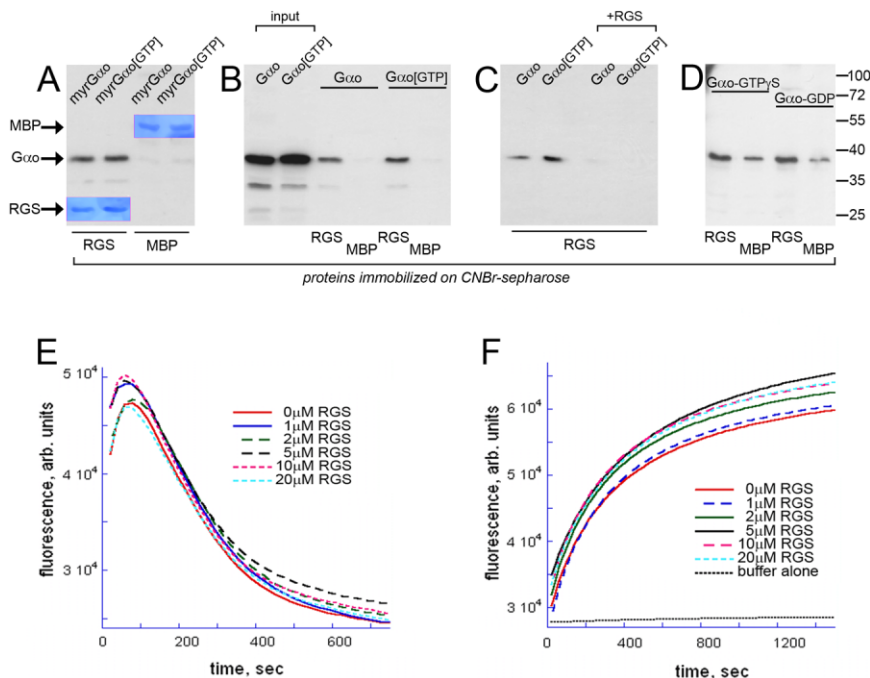 input
+RGS
A
myrGαo
myrGαo[GTP]
myrGαo
myrGαo[GTP]
B
Gαo
Gαo[GTP]
Gαo
Gαo[GTP]
C
Gαo
Gαo[GTP]
Gαo
Gαo[GTP]
D
Gαo-GTPγS
Gαo-GDP
100
72
55
40
35
25
MBP
Gαo
RGS
RGS
MBP
RGS
MBP
RGS
MBP
RGS
RGS
MBP
RGS
MBP
proteins immobilized on CNBr-sepharose
E
5 10⁴
4 10⁴
3 10⁴
fluorescence, arb. units
0μM RGS
1μM RGS
2μM RGS
5μM RGS
10μM RGS
20μM RGS
0 200 400 600
time, sec
F
6 10⁴
5 10⁴
4 10⁴
3 10⁴
fluorescence, arb. units
0μM RGS
1μM RGS
2μM RGS
5μM RGS
10μM RGS
20μM RGS
buffer alone
0 400 800 1200
time, sec